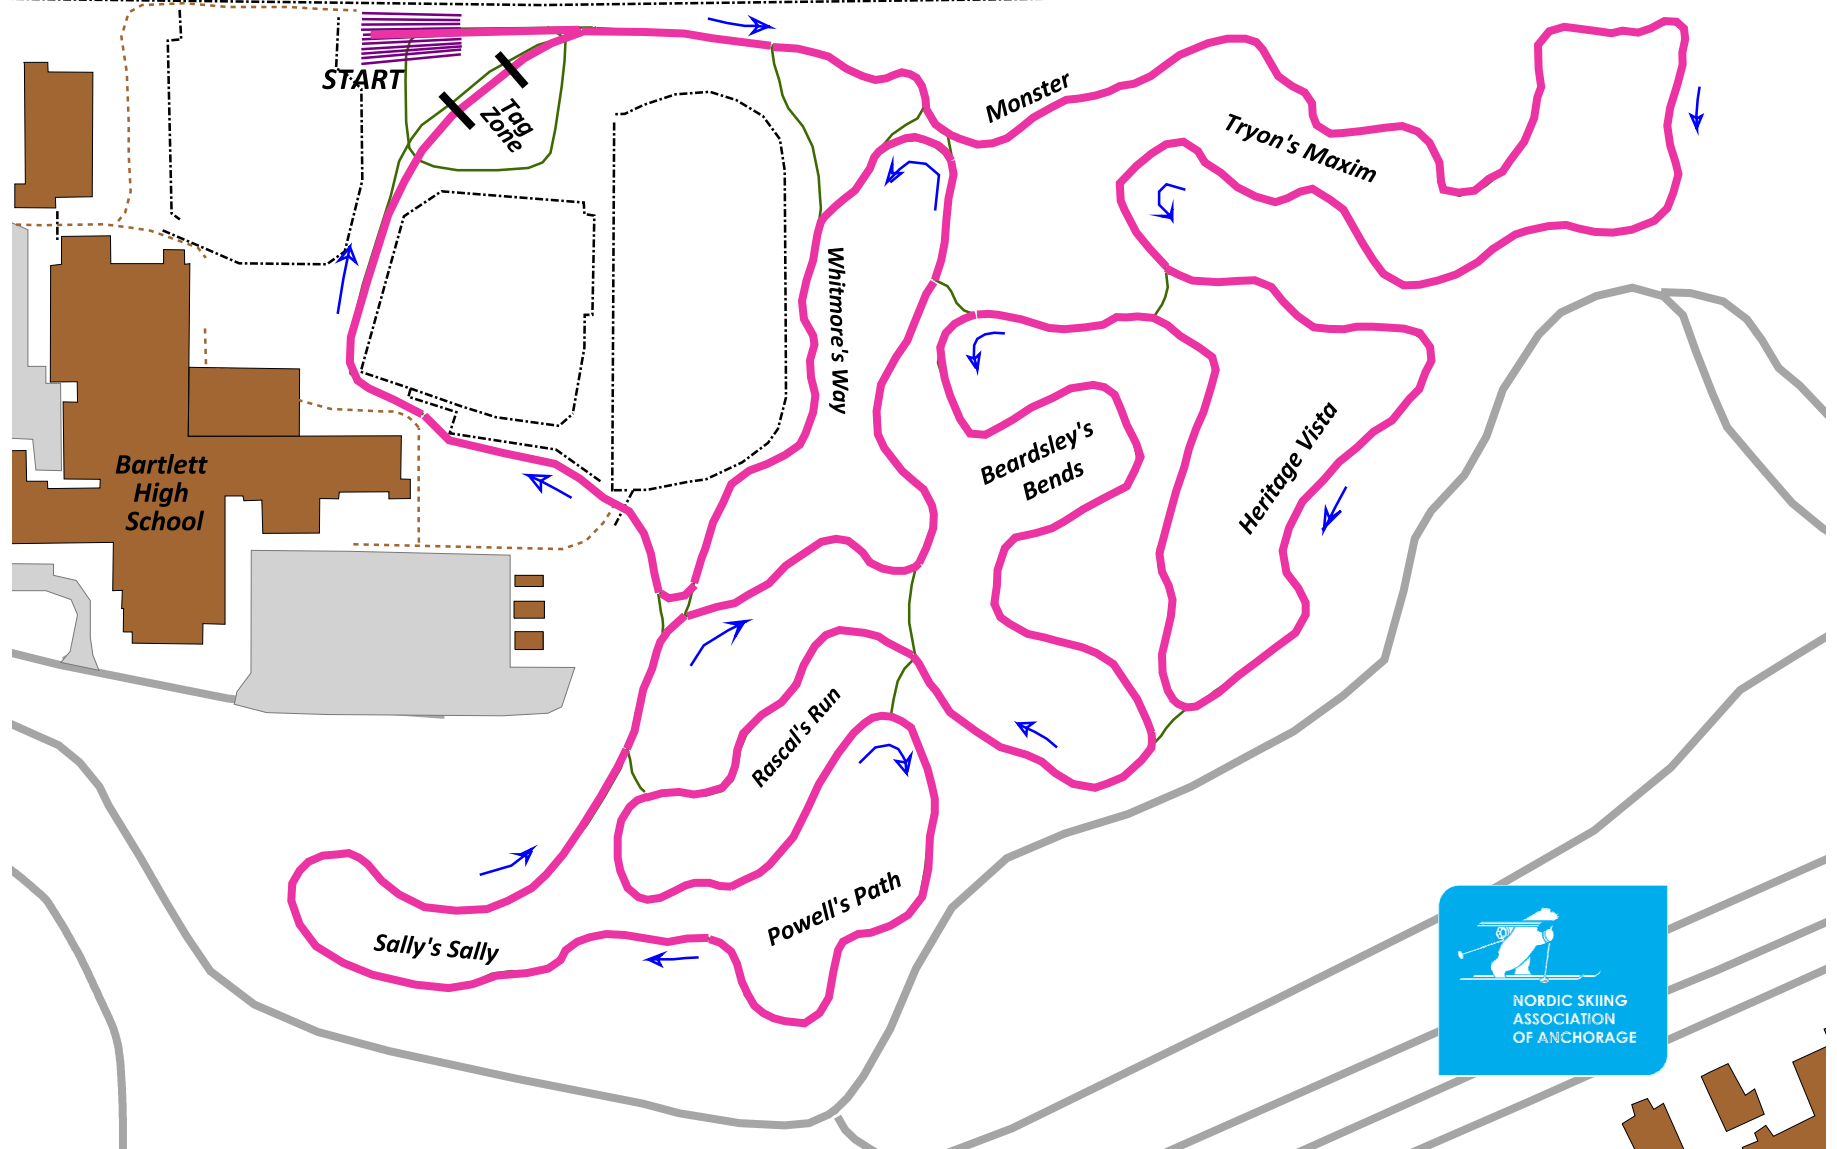 START
Tag
Zone
Monster
Tryon's Maxim
Whitmore's Way
Beardsley's
Bends
Heritage Vista
Bartlett
High
School
Rascal's Run
Powell's Path
Sally's Sally
NORDIC SKIING
ASSOCIATION
OF ANCHORAGE